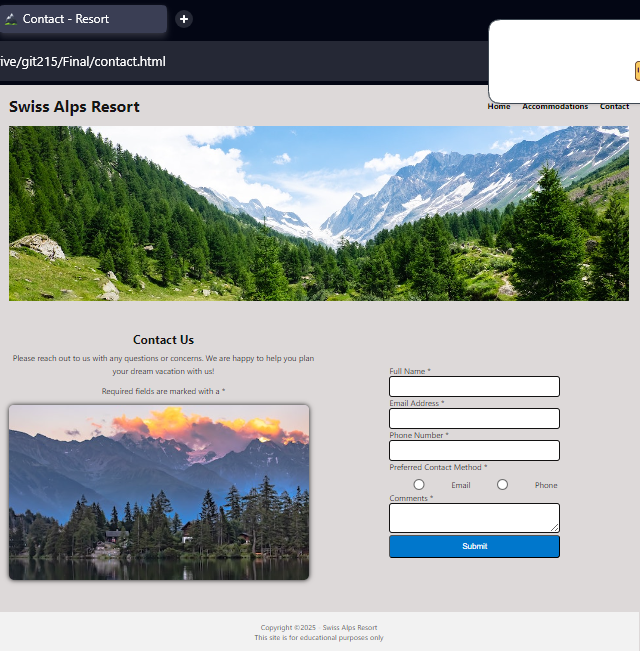 Contact - Resort
ive/git215/Final/contact.html
Swiss Alps Resort
Home Accommodations Contact
Contact Us
Please reach out to us with any questions or concerns. We are happy to help you plan
your dream vacation with us!
Required fields are marked with a *
Full Name *
Email Address *
Phone Number *
Preferred Contact Method *
Email Phone
Comments *
Submit
Copyright ©2025 - Swiss Alps Resort
This site is for educational purposes only